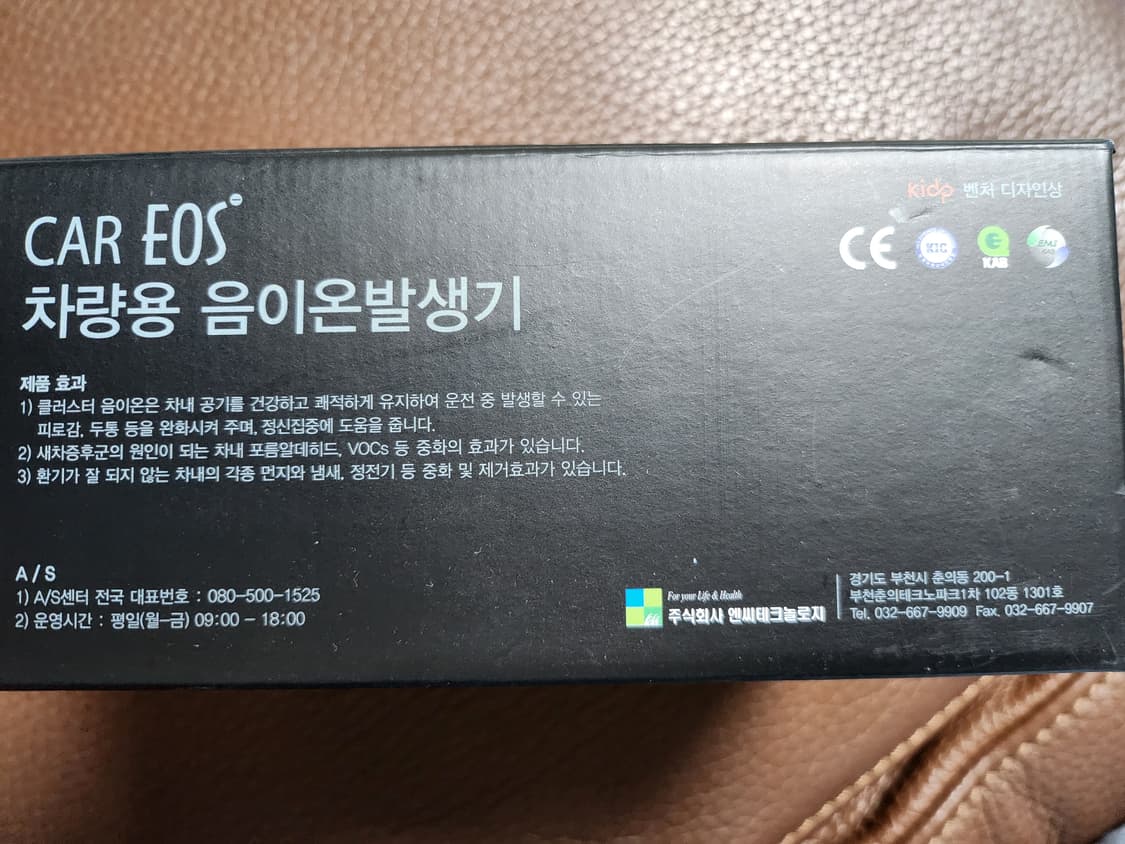 kidp 벤처 디자인상
CAR EOS⁻
CE KTC KAB EMS
차량용 음이온발생기
제품 효과
1) 클러스터 음이온은 차내 공기를 건강하고 쾌적하게 유지하여 운전 중 발생할 수 있는
피로감, 두통 등을 완화시켜 주며, 정신집중에 도움을 줍니다.
2) 새차증후군의 원인이 되는 차내 포름알데히드, VOCs 등 중화의 효과가 있습니다.
3) 환기가 잘 되지 않는 차내의 각종 먼지와 냄새, 정전기 등 중화 및 제거효과가 있습니다.
A / S
1) A/S센터 전국 대표번호 : 080-500-1525
2) 운영시간 : 평일(월-금) 09:00 - 18:00
For your Life & Health
주식회사 엔씨테크놀로지
경기도 부천시 춘의동 200-1
부천춘의테크노파크1차 102동 1301호
Tel. 032-667-9909 Fax. 032-667-9907